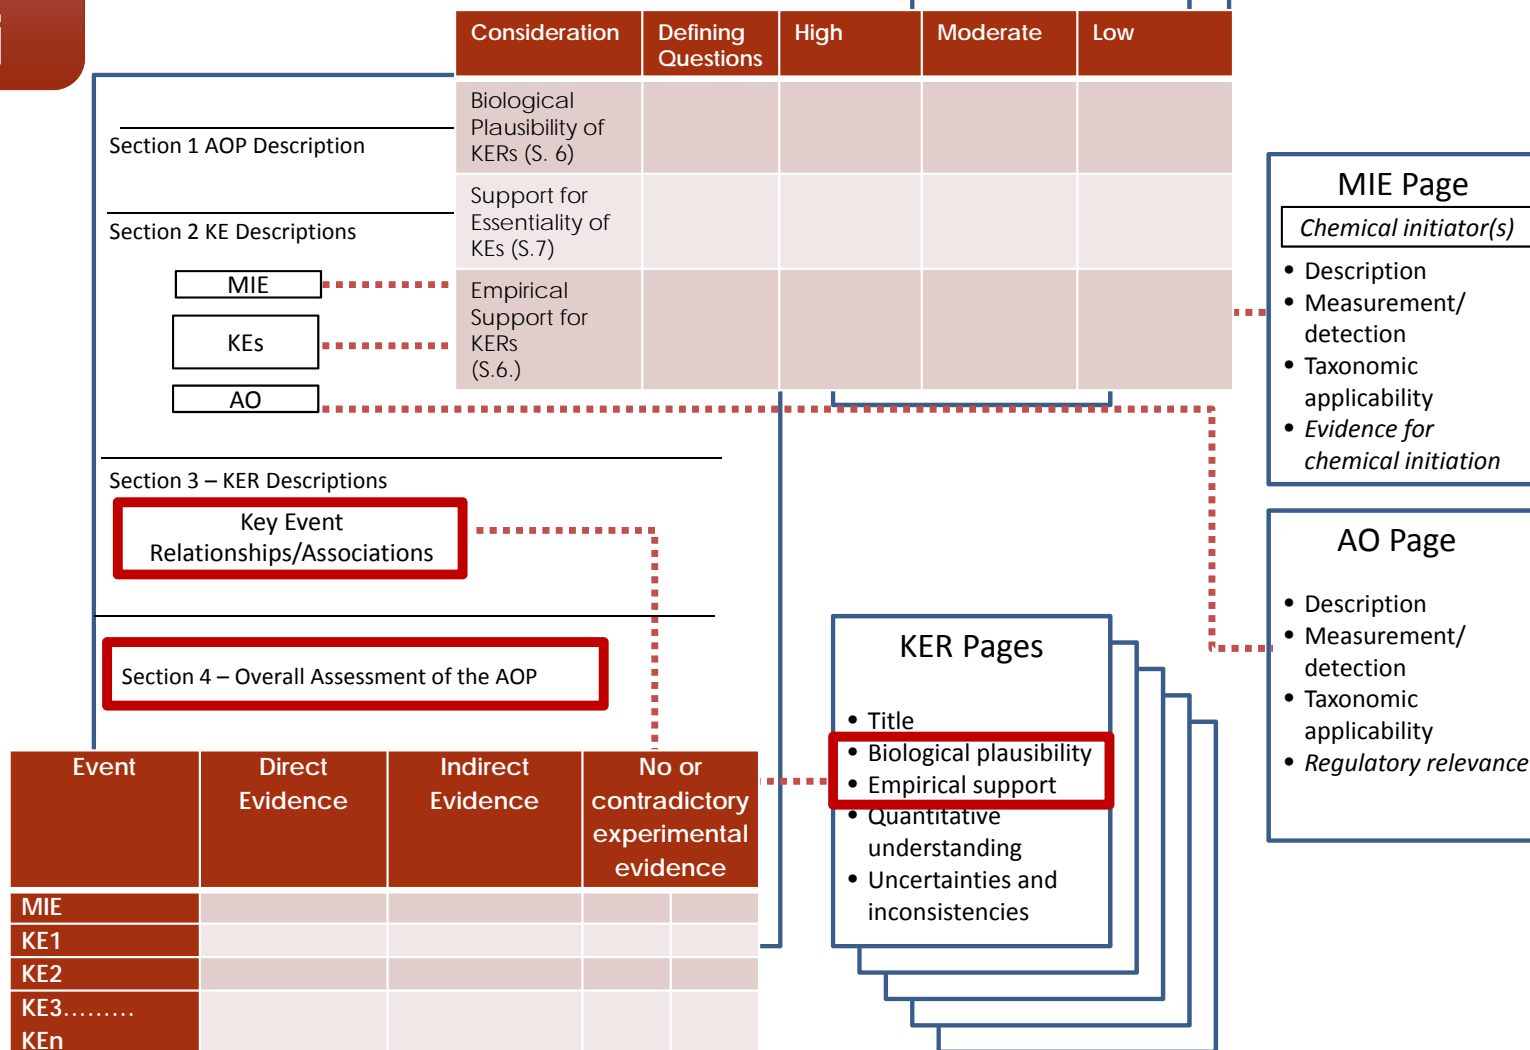 i
Consideration
Defining
Questions
High
Moderate
Low
Biological
Plausibility of
KERs (S. 6)
Support for
Essentiality of
KEs (S.7)
Empirical
Support for
KERs
(S.6.)
Section 1 AOP Description
Section 2 KE Descriptions
MIE
KEs
AO
Section 3 – KER Descriptions
Key Event
Relationships/Associations
Section 4 – Overall Assessment of the AOP
Event
Direct
Evidence
Indirect
Evidence
No or
contradictory
experimental
evidence
MIE
KE1
KE2
KE3.........
KEn
KER Pages
• Title
• Biological plausibility
• Empirical support
• Quantitative
understanding
• Uncertainties and
inconsistencies
MIE Page
Chemical initiator(s)
• Description
• Measurement/
detection
• Taxonomic
applicability
• Evidence for
chemical initiation
AO Page
• Description
• Measurement/
detection
• Taxonomic
applicability
• Regulatory relevance